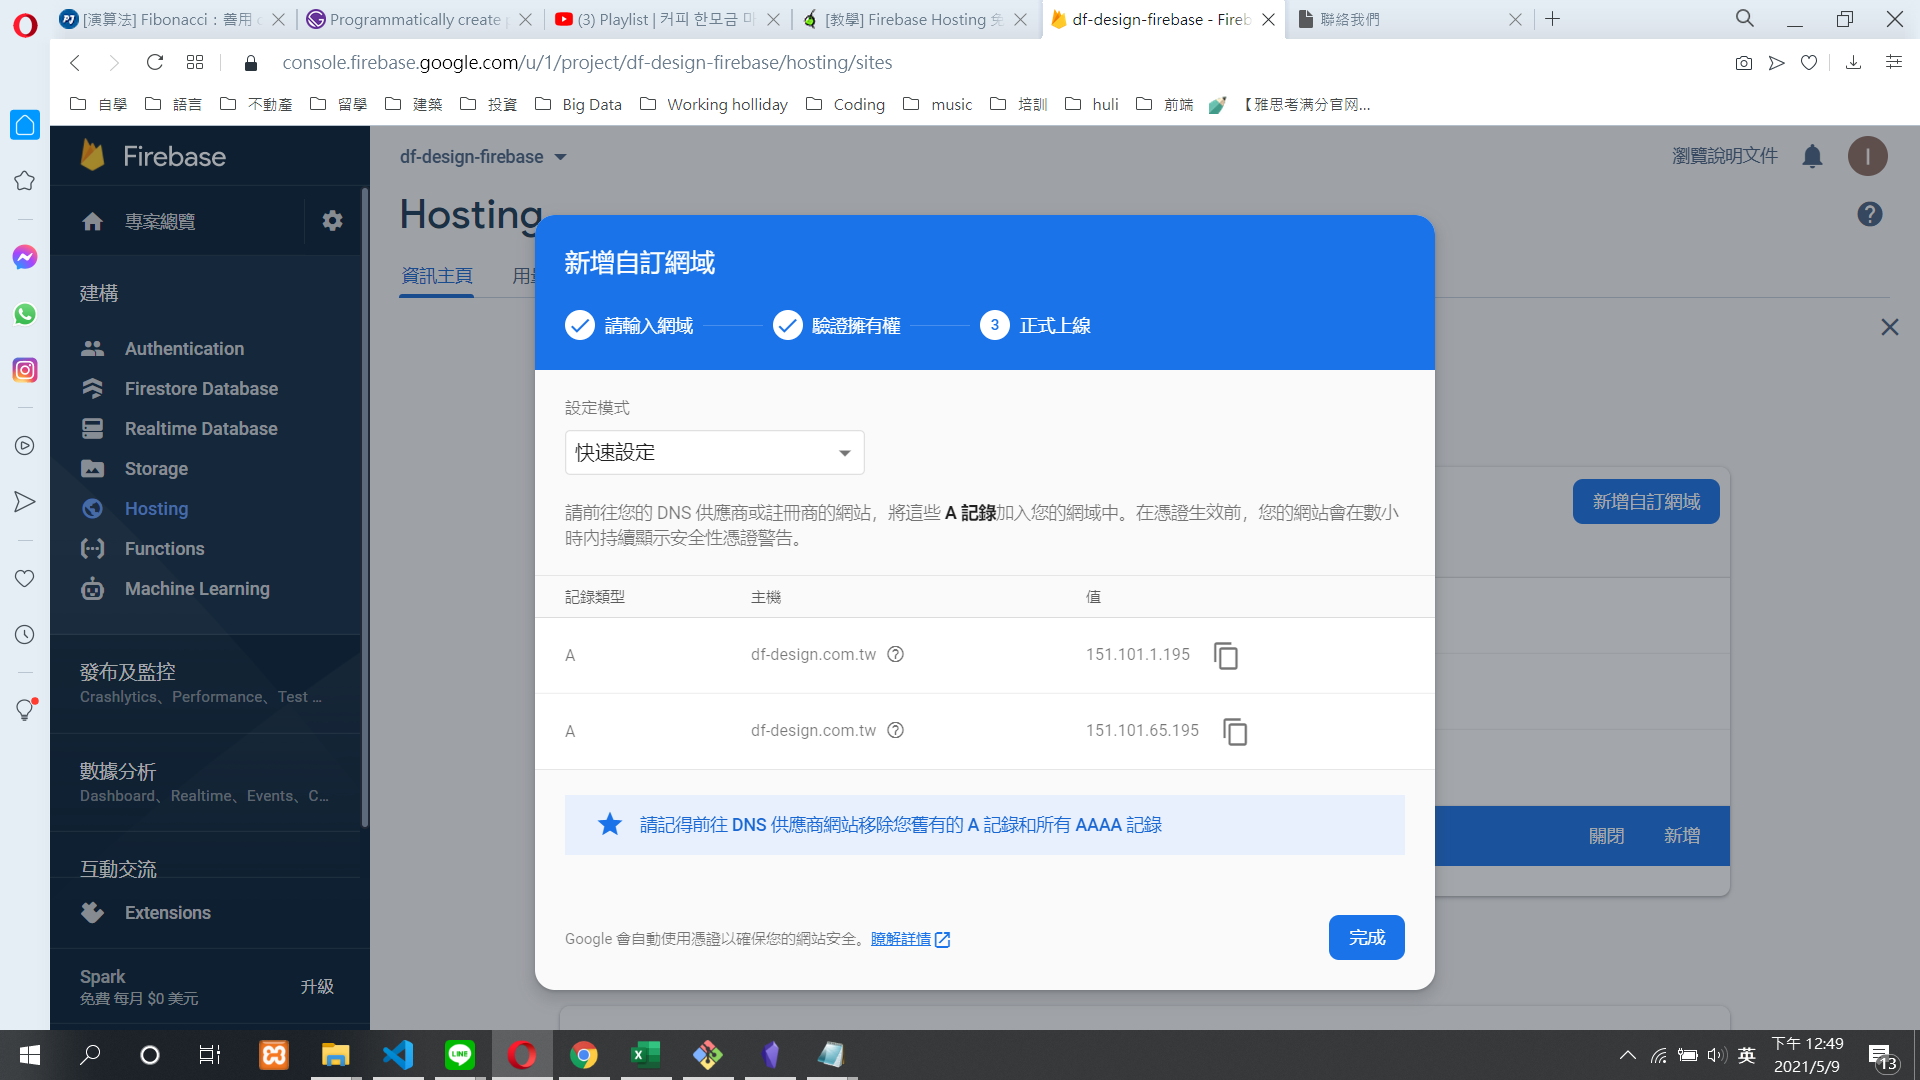 [演算法] Fibonacci：善用
Programmatically create
(3) Playlist | 커피 한모금
[教學] Firebase Hosting 免
df-design-firebase - Fireb
聯絡我們
console.firebase.google.com/u/1/project/df-design-firebase/hosting/sites
自學 語言 不動產 留學 建築 投資 Big Data Working holliday Coding music 培訓 huli 前端 【雅思考满分官网...
Firebase
專案總覽
建構
Authentication
Firestore Database
Realtime Database
Storage
Hosting
Functions
Machine Learning
發布及監控
Crashlytics、Performance、Test ...
數據分析
Dashboard、Realtime、Events、C...
互動交流
Extensions
Spark
免費 每月 $0 美元
升級
df-design-firebase
瀏覽說明文件
I
Hosting
資訊主頁
新增自訂網域
請輸入網域
驗證擁有權
3 正式上線
設定模式
快速設定
請前往您的 DNS 供應商或註冊商的網站，將這些 A 記錄加入您的網域中。在憑證生效前，您的網站會在數小
時內持續顯示安全性憑證警告。
記錄類型 主機 值
A df-design.com.tw 151.101.1.195
A df-design.com.tw 151.101.65.195
請記得前往 DNS 供應商網站移除您舊有的 A 記錄和所有 AAAA 記錄
Google 會自動使用憑證以確保您的網站安全。瞭解詳情
完成
新增自訂網域
關閉 新增
LINE
英
下午 12:49
2021/5/9
13